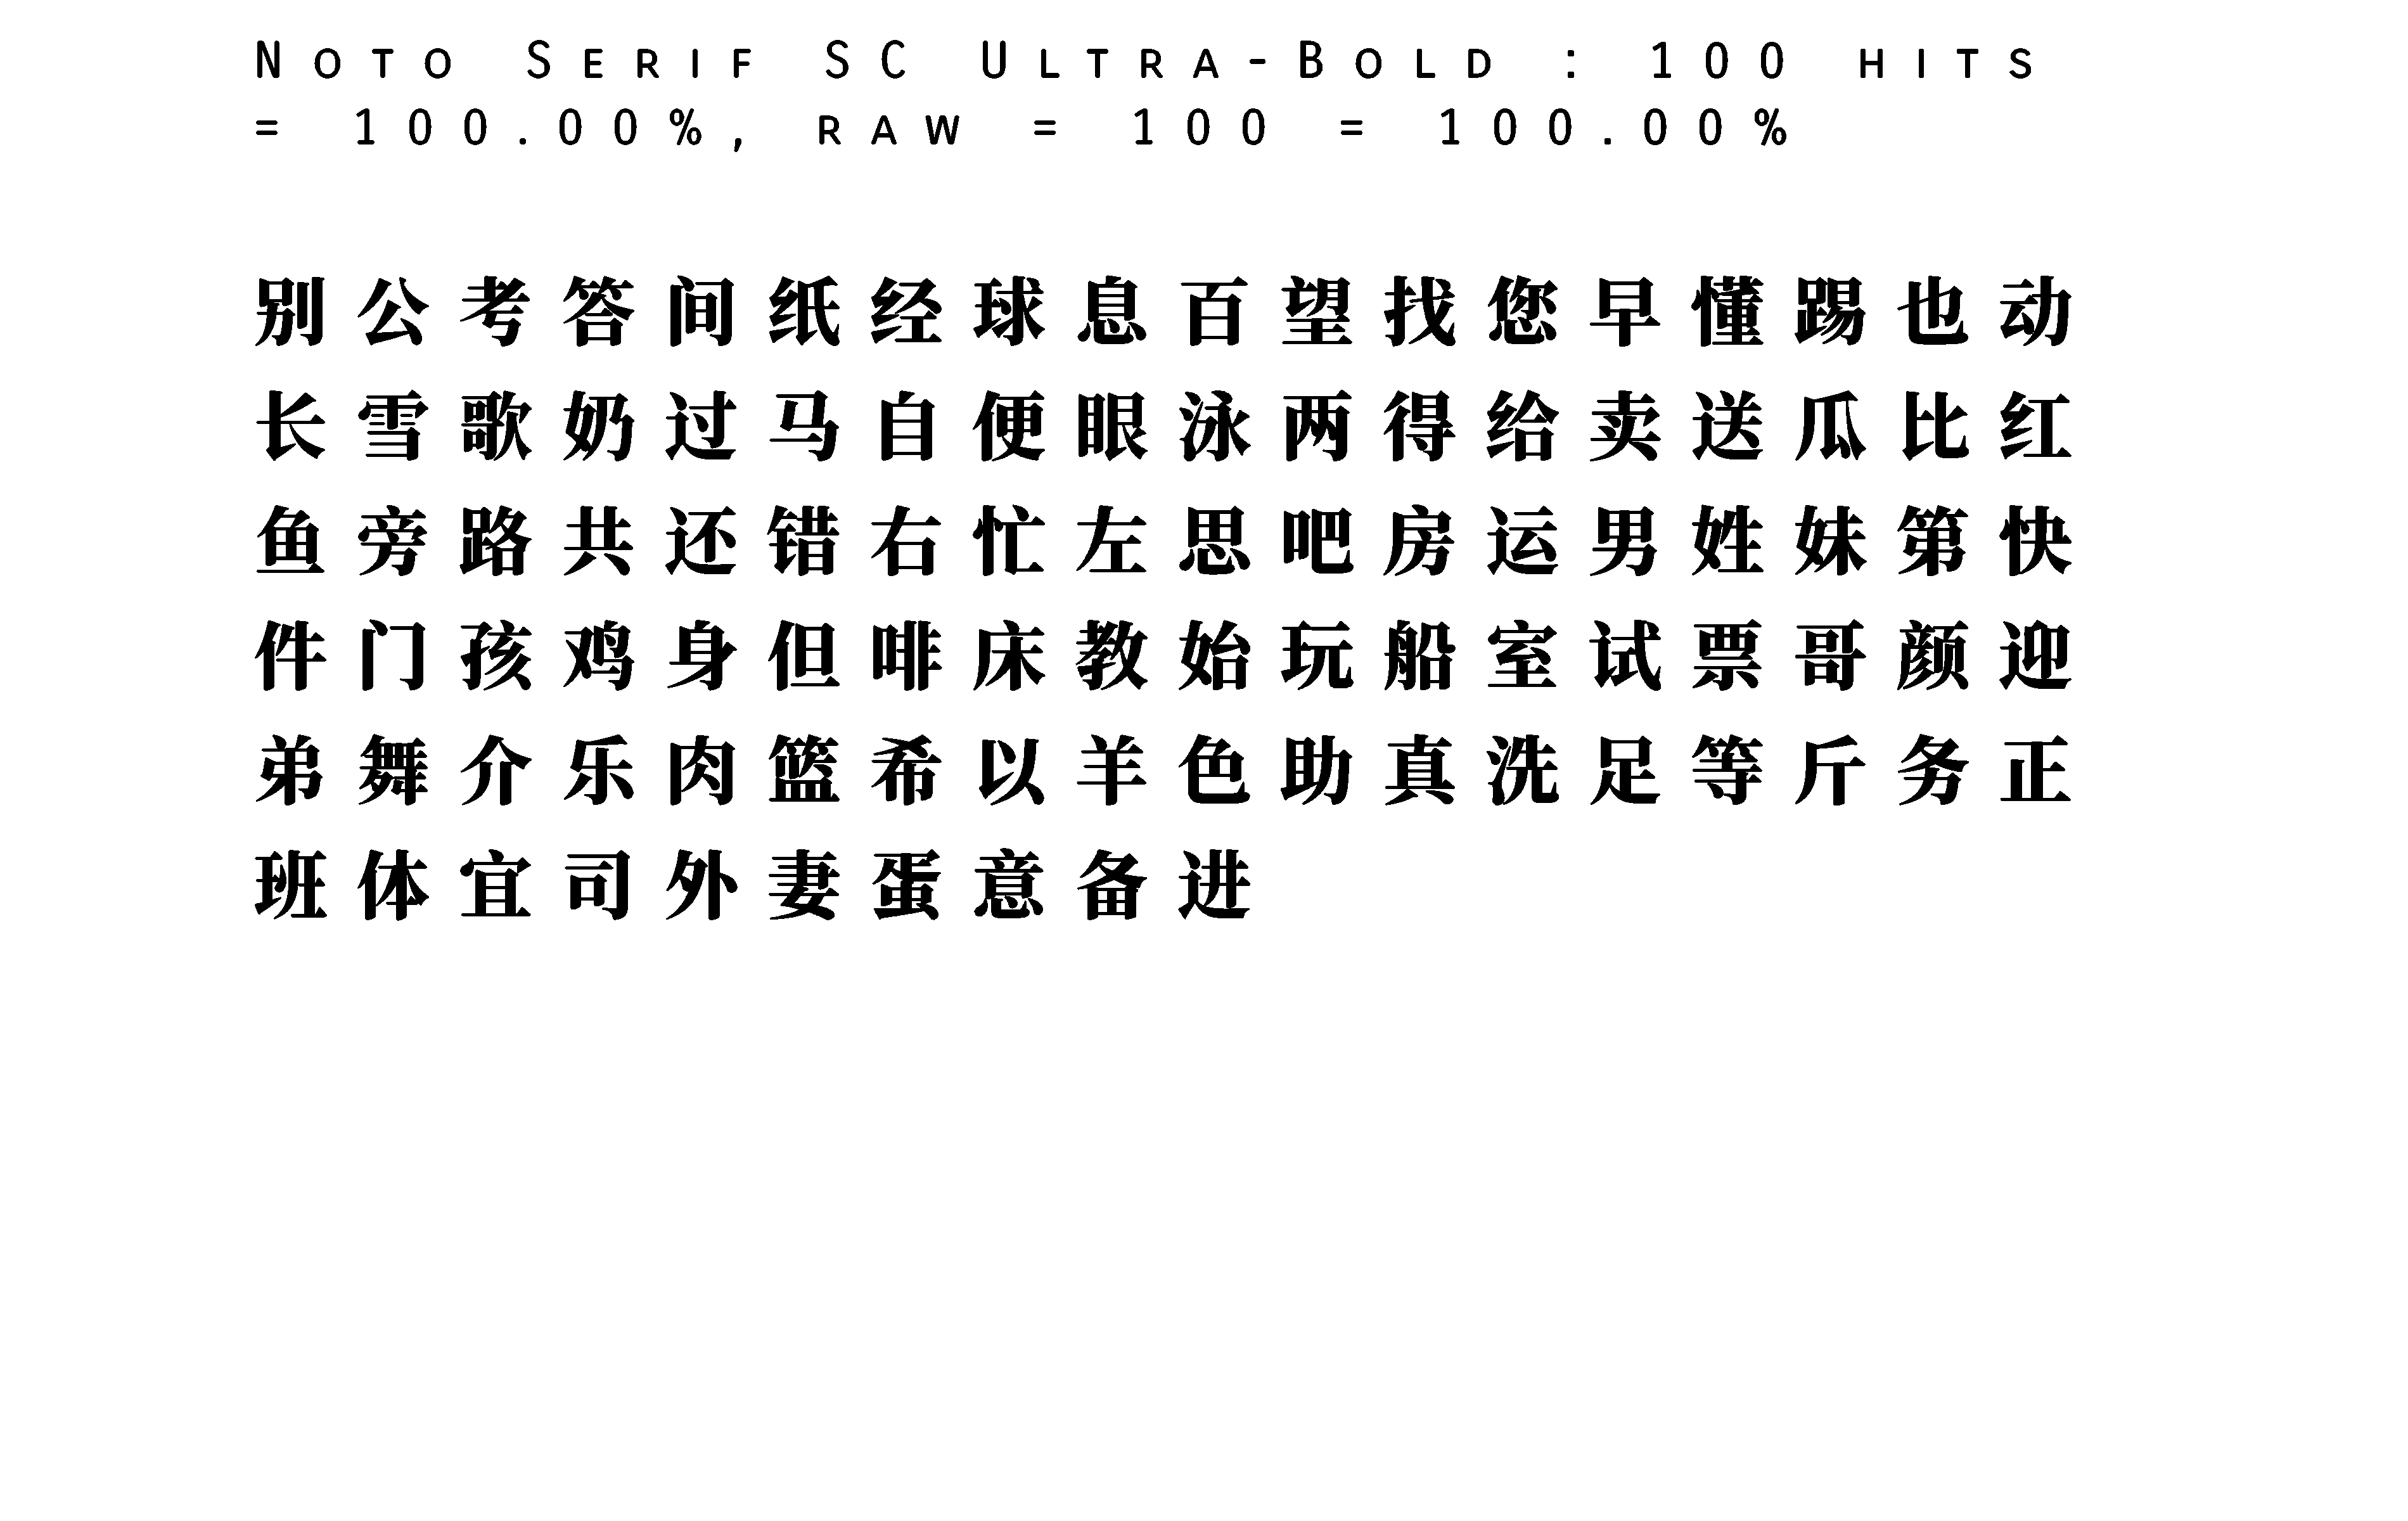 Noto Serif SC Ultra-Bold : 100 hits
= 100.00%, raw = 100 = 100.00%
别公考答间纸经球息百望找您早懂踢也动
长雪歌奶过马自便眼泳两得给卖送瓜比红
鱼旁路共还错右忙左思吧房运男姓妹第快
件门孩鸡身但啡床教始玩船室试票哥颜迎
弟舞介乐肉篮希以羊色助真洗足等斤务正
班体宜司外妻蛋意备进